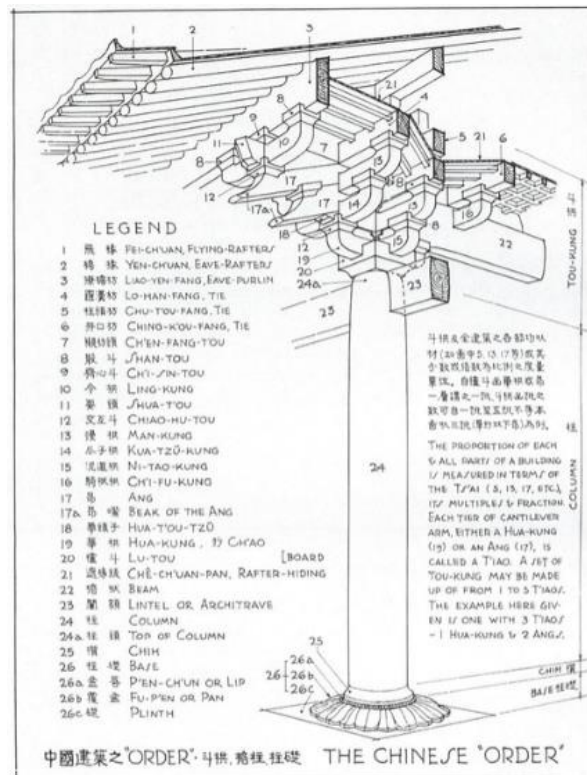 LEGEND
1 飛椽 FEI-CH'UAN, FLYING-RAFTERS
2 檐椽 YEN-CH'UAN, EAVE-RAFTERS
3 撩檐枋 LIAO-YEN-FANG, EAVE-PURLIN
4 羅漢枋 LO-HAN-FANG, TIE
5 柱頭枋 CHU-T'OU-FANG, TIE
6 井口枋 CHING-K'OU-FANG, TIE
7 襯枋頭 CH'EN-FANG-T'OU
8 散斗 SHAN-TOU
9 齊心斗 CH'I-SIN-TOU
10 令栱 LING-KUNG
11 耍頭 SHUA-T'OU
12 交互斗 CHIAO-HU-TOU
13 慢栱 MAN-KUNG
14 瓜子栱 KUA-TZŬ-KUNG
15 泥道栱 NI-TAO-KUNG
16 騎栿栱 CH'I-FU-KUNG
17 昂 ANG
17a 昂嘴 BEAK OF THE ANG
18 華頭子 HUA-T'OU-TZŬ
19 華栱 HUA-KUNG, 抄 CH'AO
20 櫨斗 LU-TOU [BOARD
21 遮椽版 CHÊ-CH'UAN-PAN, RAFTER-HIDING
22 栿 BEAM
23 闌額 LINTEL OR ARCHITRAVE
24 柱 COLUMN
24a 柱頭 TOP OF COLUMN
25 櫍 CHIH
26 柱礎 BASE
26a 盆唇 P'EN-CH'UN OR LIP
26b 覆盆 FU-P'EN OR PAN
26c 礎 PLINTH
斗栱
TOU-KUNG
柱
COLUMN
CHIH 櫍
BASE 柱礎
THE PROPORTION OF EACH
& ALL PARTS OF A BUILDING
IS MEASURED IN TERMS OF
THE TS'AI (5, 13, 17, ETC.),
ITS MULTIPLES & FRACTION.
EACH TIER OF CANTILEVER
ARM, EITHER A HUA-KUNG
(19) OR AN ANG (17), IS
CALLED A T'IAO. A SET OF
TOU-KUNG MAY BE MADE
UP OF FROM 1 TO 5 T'IAOS.
THE EXAMPLE HERE GIV-
EN IS ONE WITH 3 T'IAOS
- 1 HUA-KUNG & 2 ANGS.
中國建築之"ORDER"·斗栱,簷柱,柱礎 THE CHINESE "ORDER"